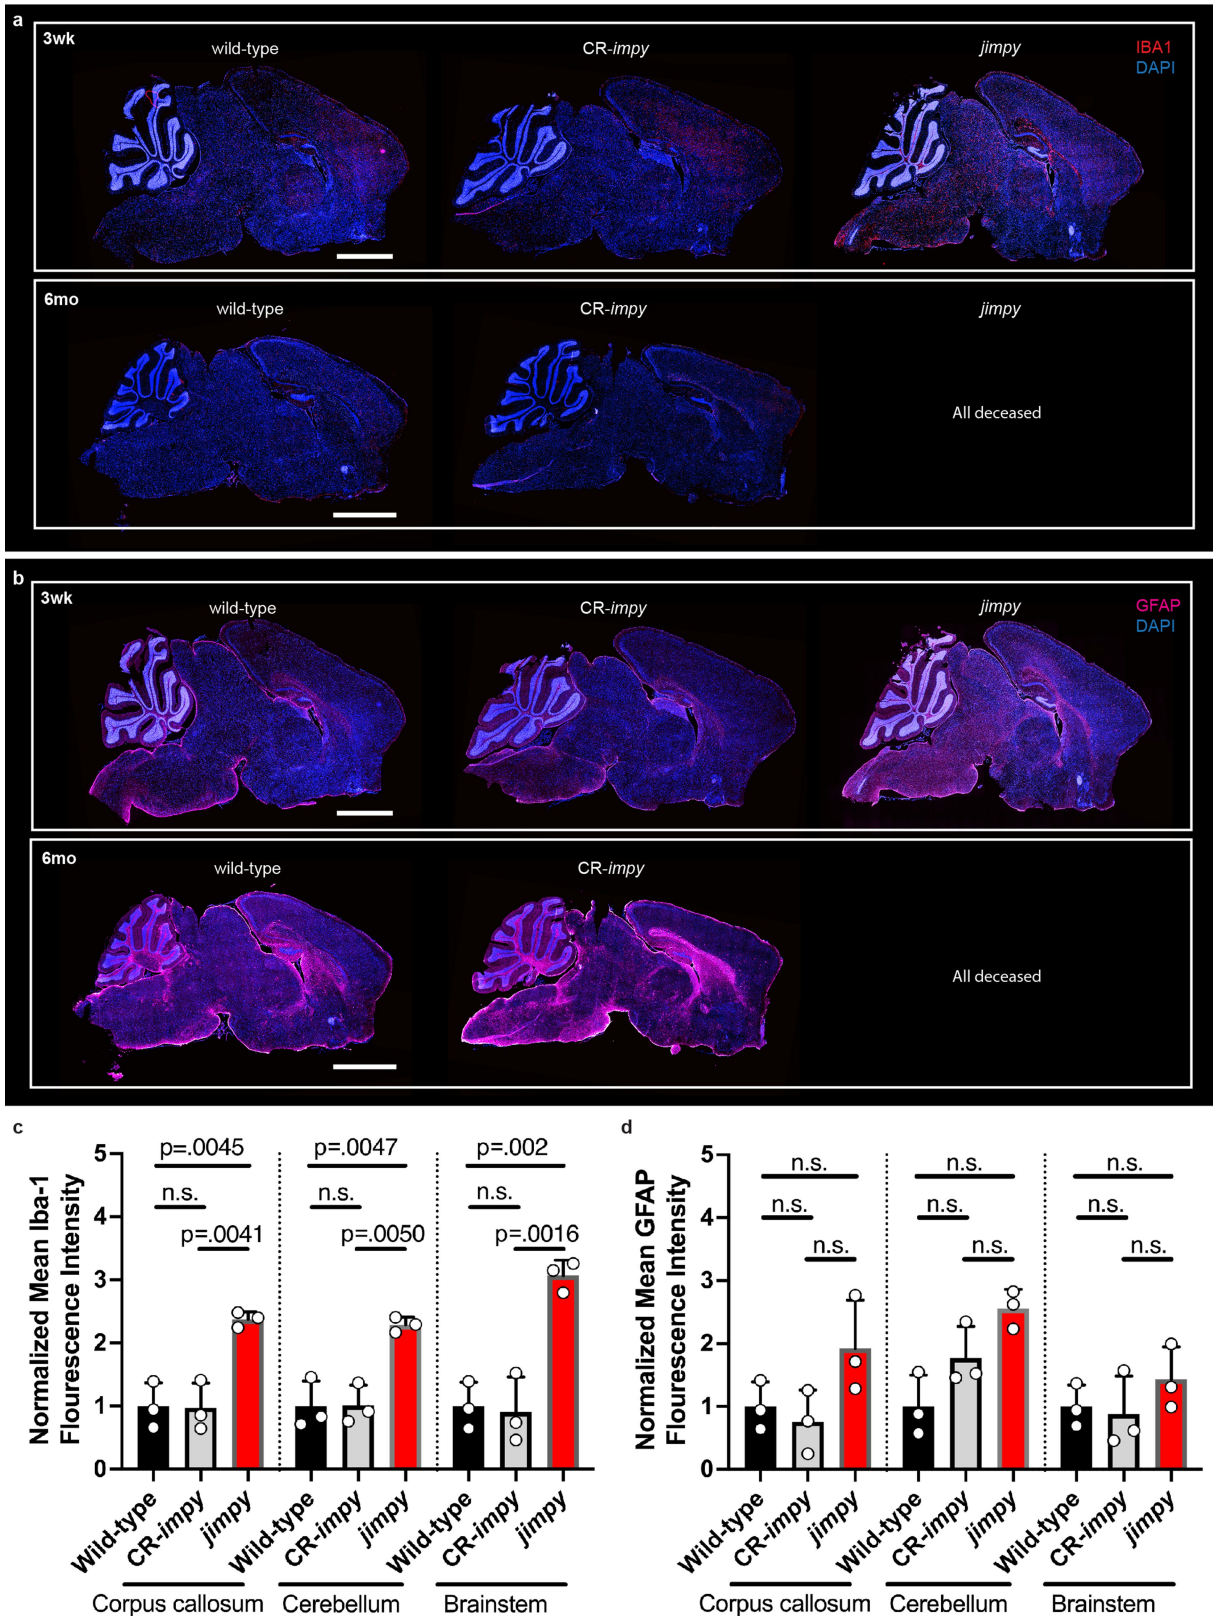 a
3wk
wild-type
CR-impy
jimpy
IBA1
DAPI
6mo
wild-type
CR-impy
jimpy
All deceased
b
3wk
wild-type
CR-impy
jimpy
GFAP
DAPI
6mo
wild-type
CR-impy
All deceased
c
Normalized Mean Iba-1
Flourescence Intensity
5
4
3
2
1
0
p=.0045
n.s.
p=.0041
p=.0047
n.s.
p=.0050
p=.002
n.s.
p=.0016
Wild-type
CR-impy
jimpy
Wild-type
CR-impy
jimpy
Wild-type
CR-impy
jimpy
Corpus callosum
Cerebellum
Brainstem
d
Normalized Mean GFAP
Flourescence Intensity
5
4
3
2
1
0
n.s.
n.s.
n.s.
n.s.
n.s.
n.s.
n.s.
n.s.
n.s.
Wild-type
CR-impy
jimpy
Wild-type
CR-impy
jimpy
Wild-type
CR-impy
jimpy
Corpus callosum
Cerebellum
Brainstem